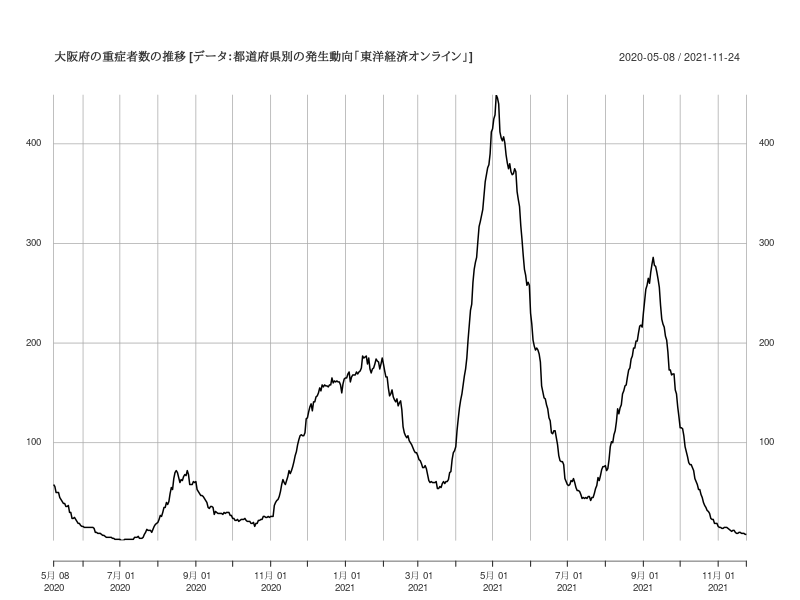 大阪府の重症者数の推移 [データ：都道府県別の発生動向「東洋経済オンライン」]
2020-05-08 / 2021-11-24
400
400
300
300
200
200
100
100
5月 08
2020
7月 01
2020
9月 01
2020
11月 01
2020
1月 01
2021
3月 01
2021
5月 01
2021
7月 01
2021
9月 01
2021
11月 01
2021